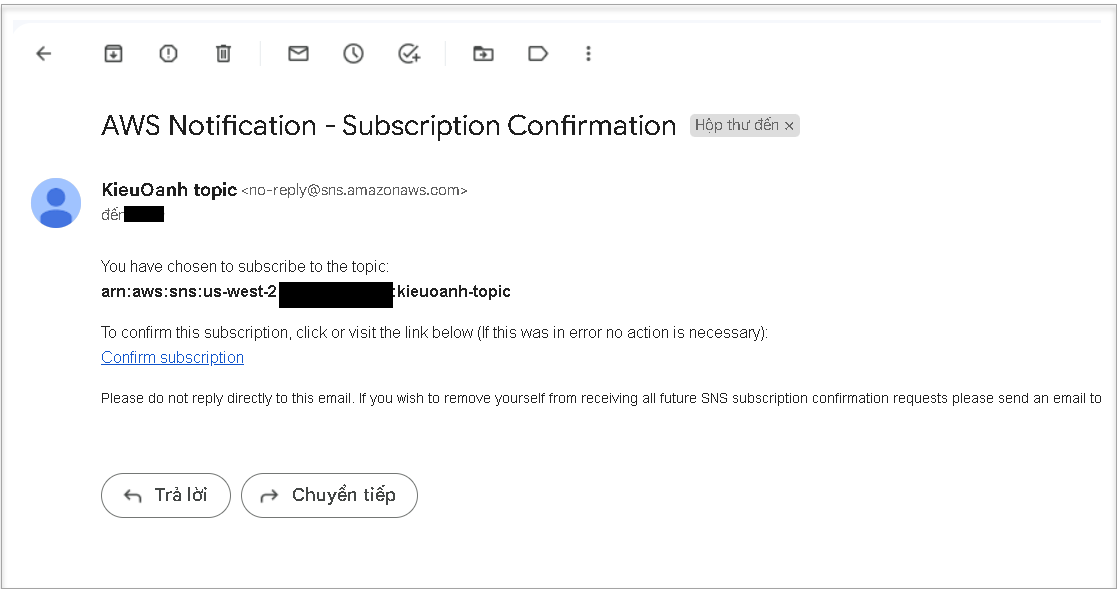 AWS Notification - Subscription Confirmation Hộp thư đến ×
KieuOanh topic <no-reply@sns.amazonaws.com>
đến
You have chosen to subscribe to the topic:
arn:aws:sns:us-west-2 :kieuoanh-topic
To confirm this subscription, click or visit the link below (If this was in error no action is necessary):
Confirm subscription
Please do not reply directly to this email. If you wish to remove yourself from receiving all future SNS subscription confirmation requests please send an email to
Trả lời Chuyển tiếp